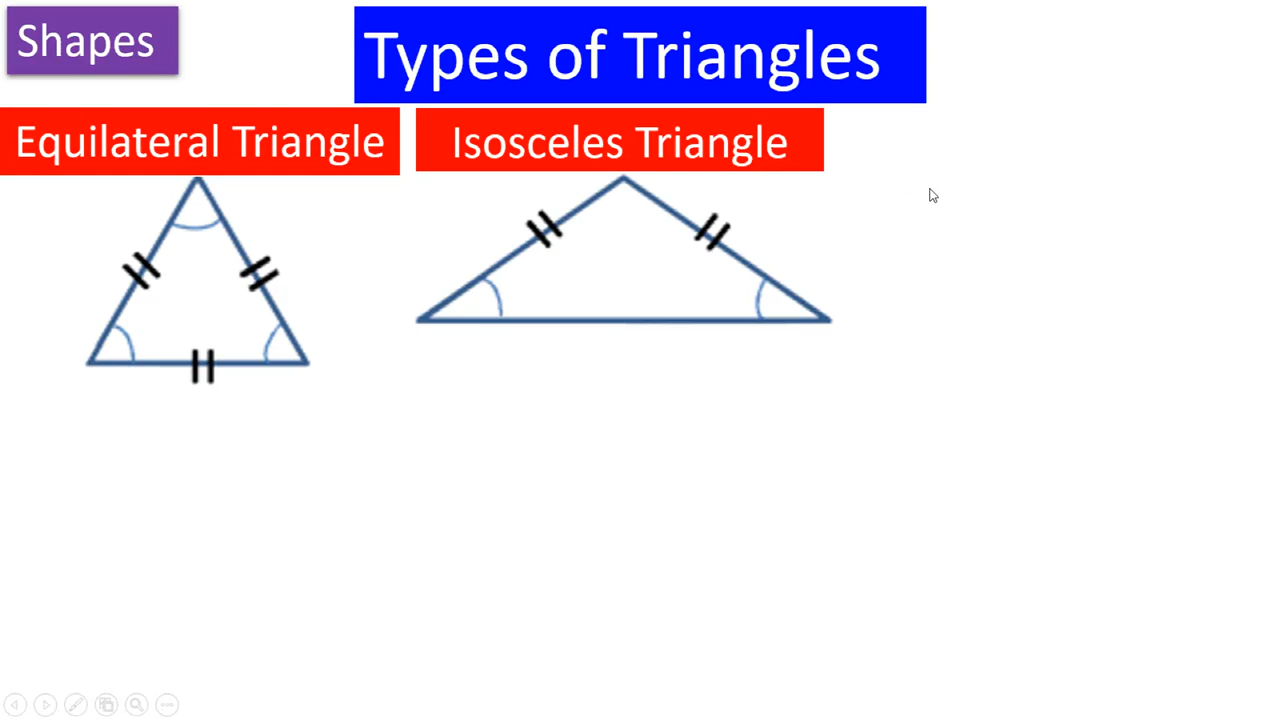 Shapes
Types of Triangles
Equilateral Triangle
Isosceles Triangle